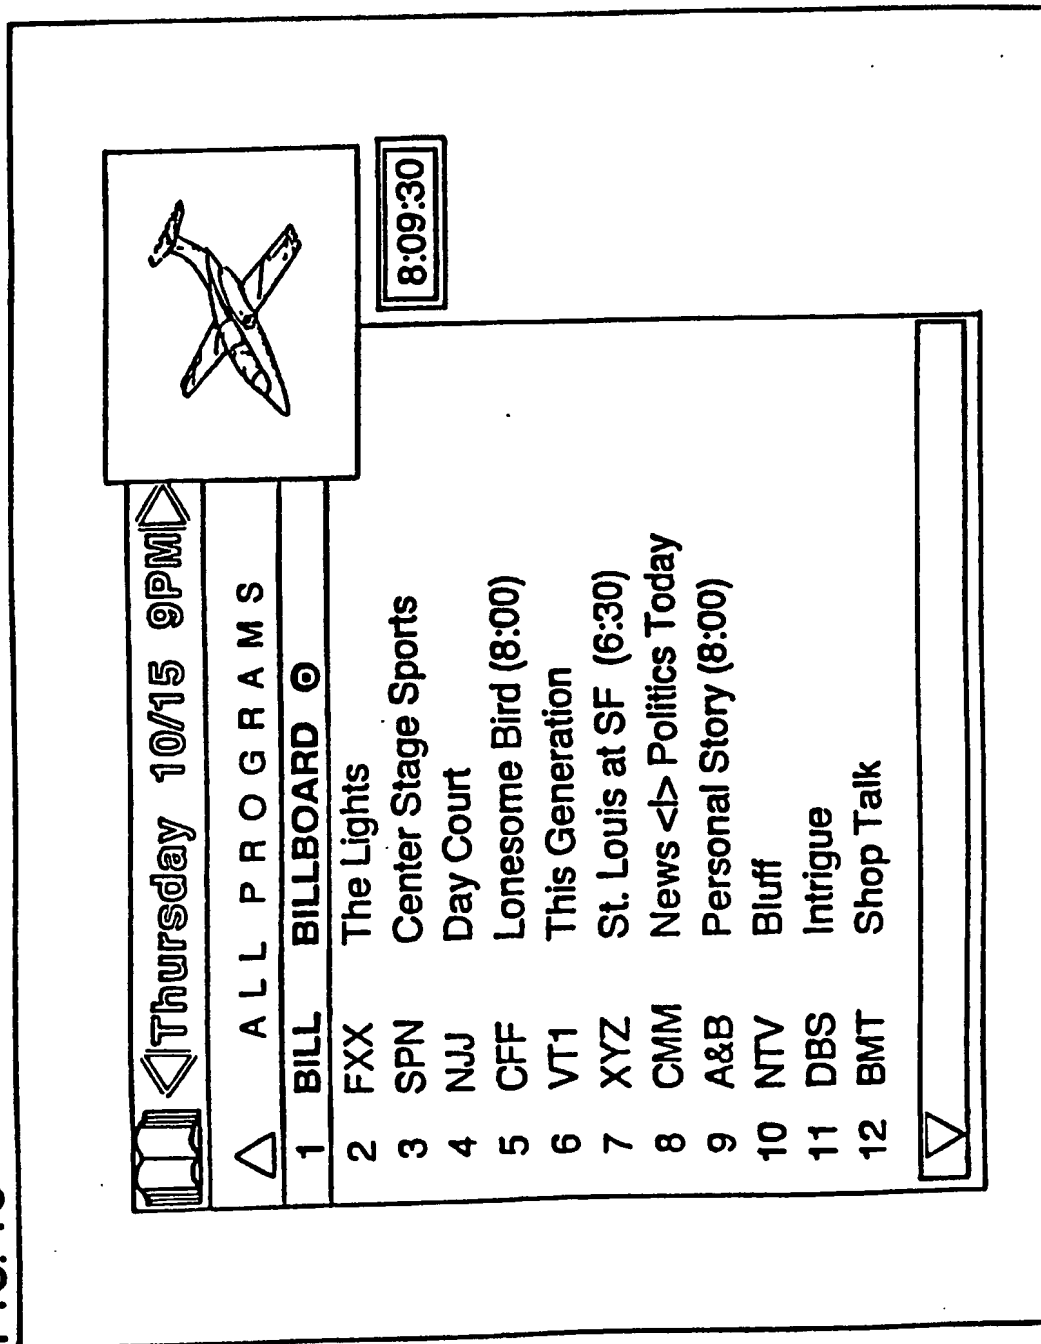 Thursday 10/15 9PM
ALL PROGRAMS
1 BILL BILLBOARD
2 FXX The Lights
3 SPN Center Stage Sports
4 NJJ Day Court
5 CFF Lonesome Bird (8:00)
6 VT1 This Generation
7 XYZ St. Louis at SF (6:30)
8 CMM News <|> Politics Today
9 A&B Personal Story (8:00)
10 NTV Bluff
11 DBS Intrigue
12 BMT Shop Talk
8:09:30